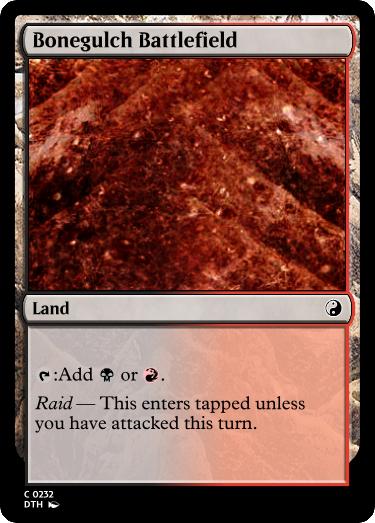 Bonegulch Battlefield
Land
:Add or .
Raid — This enters tapped unless
you have attacked this turn.
C 0232
DTH